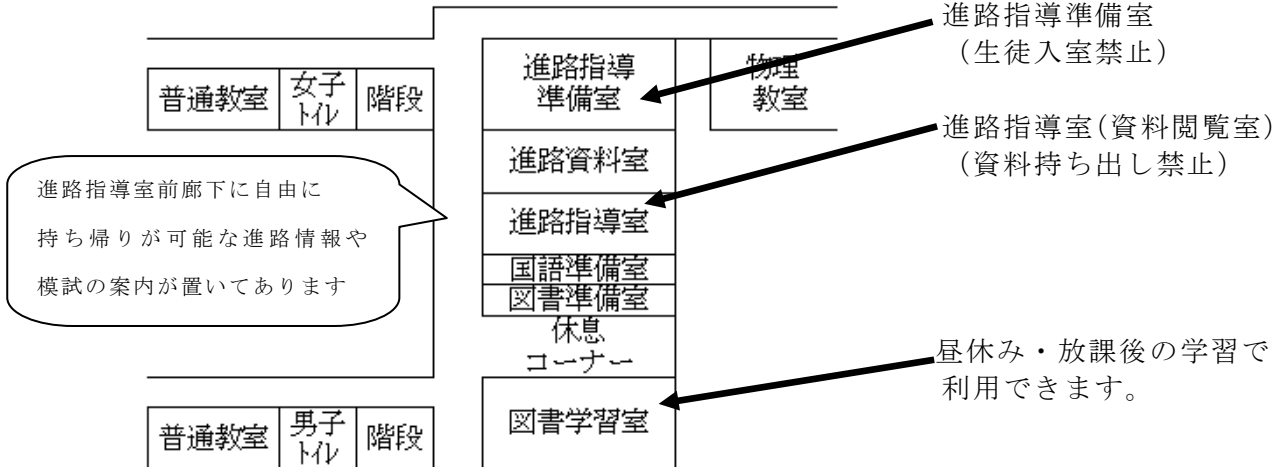 進路指導準備室
（生徒入室禁止）
進路指導
準備室
物理
教室
普通教室
女子
トイレ
階段
進路指導室(資料閲覧室)
（資料持ち出し禁止）
進路資料室
進路指導室前廊下に自由に
持ち帰りが可能な進路情報や
模試の案内が置いてあります
進路指導室
国語準備室
図書準備室
休息
コーナー
昼休み・放課後の学習で
利用できます。
図書学習室
普通教室
男子
トイレ
階段